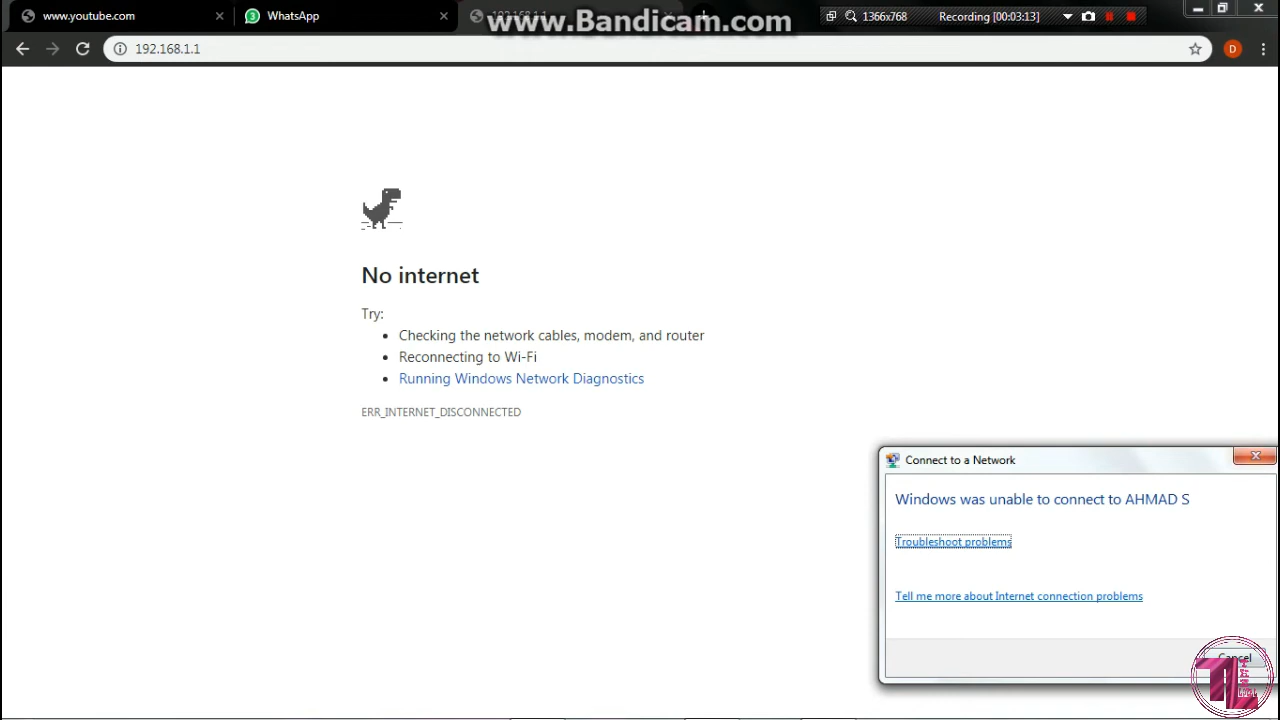 www.youtube.com
WhatsApp
www.Bandicam.com
1366x768
Recording [00:03:13]
192.168.1.1
D
No internet
Try:
Checking the network cables, modem, and router
Reconnecting to Wi-Fi
Running Windows Network Diagnostics
ERR_INTERNET_DISCONNECTED
Connect to a Network
Windows was unable to connect to AHMAD S
Troubleshoot problems
Tell me more about Internet connection problems
Cancel